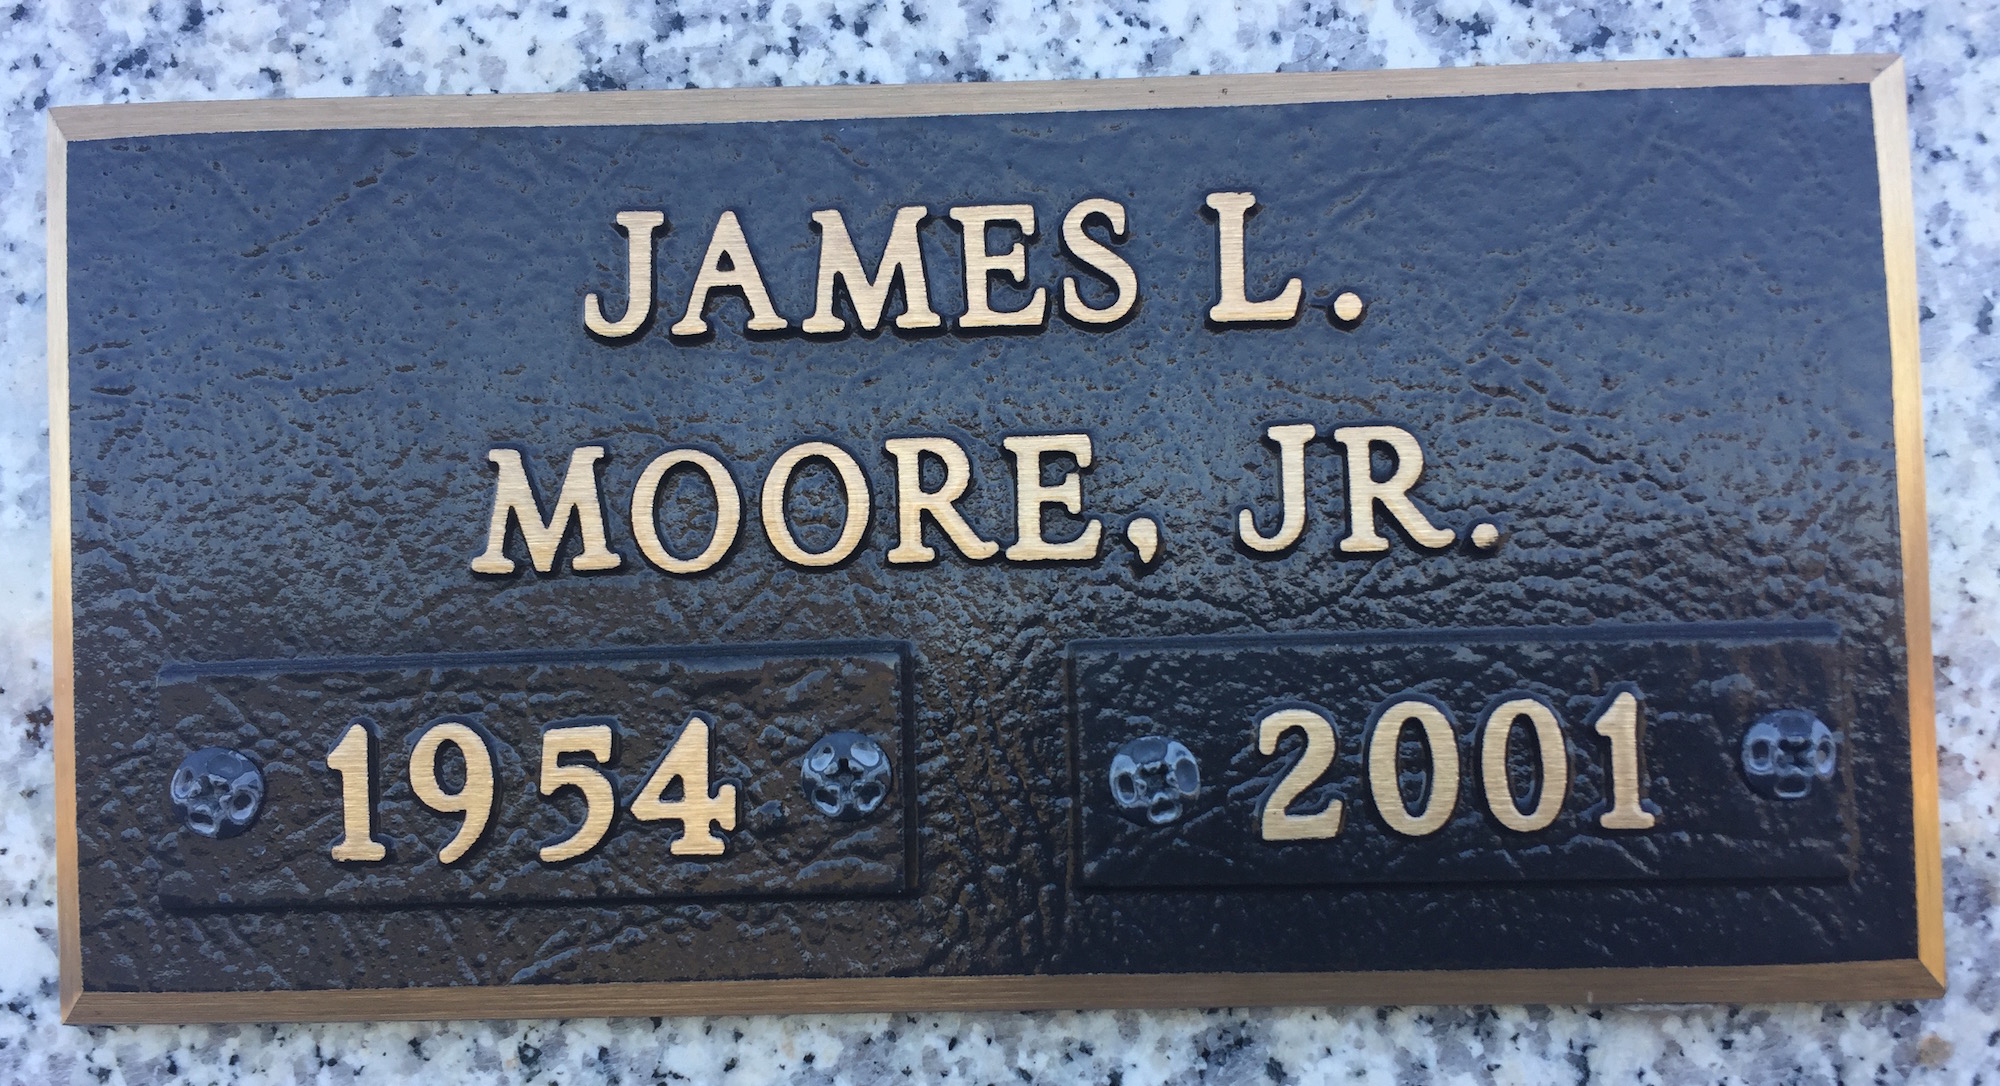 JAMES L.
MOORE, JR.
1954 2001